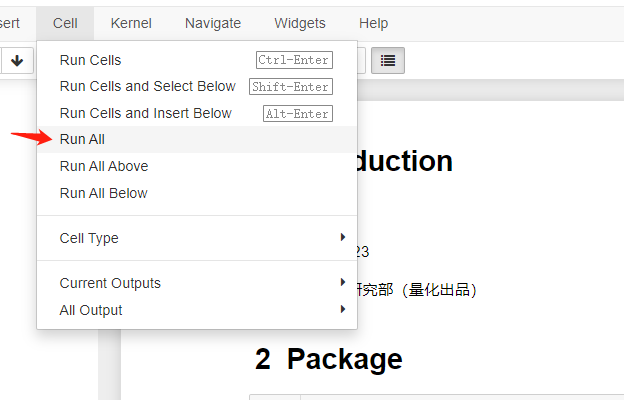 sert Cell Kernel Navigate Widgets Help
Run Cells Ctrl-Enter
Run Cells and Select Below Shift-Enter
Run Cells and Insert Below Alt-Enter
Run All
duction
Run All Above
Run All Below
Cell Type
23
Current Outputs
研究部（量化出品）
All Output
2 Package